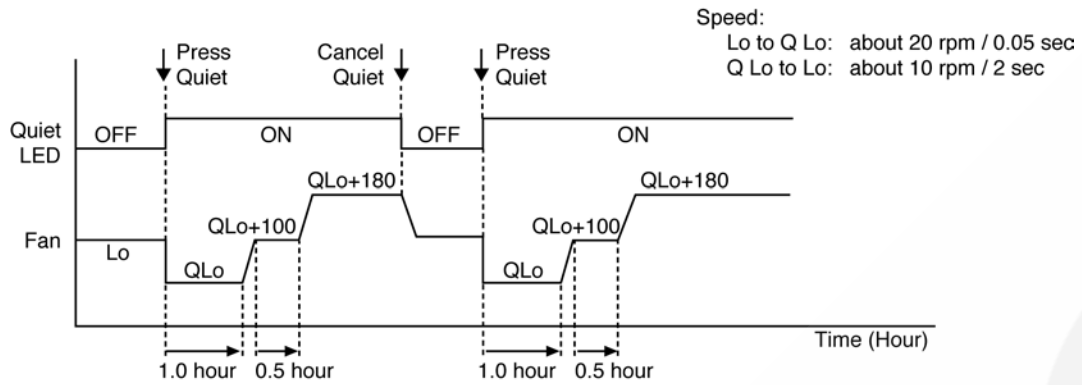 Speed:
Lo to Q Lo: about 20 rpm / 0.05 sec
Q Lo to Lo: about 10 rpm / 2 sec
Press
Quiet
Cancel
Quiet
Press
Quiet
Quiet
LED
OFF
ON
OFF
ON
QLo+180
QLo+180
QLo+100
QLo+100
Fan
Lo
QLo
QLo
Time (Hour)
1.0 hour
0.5 hour
1.0 hour
0.5 hour